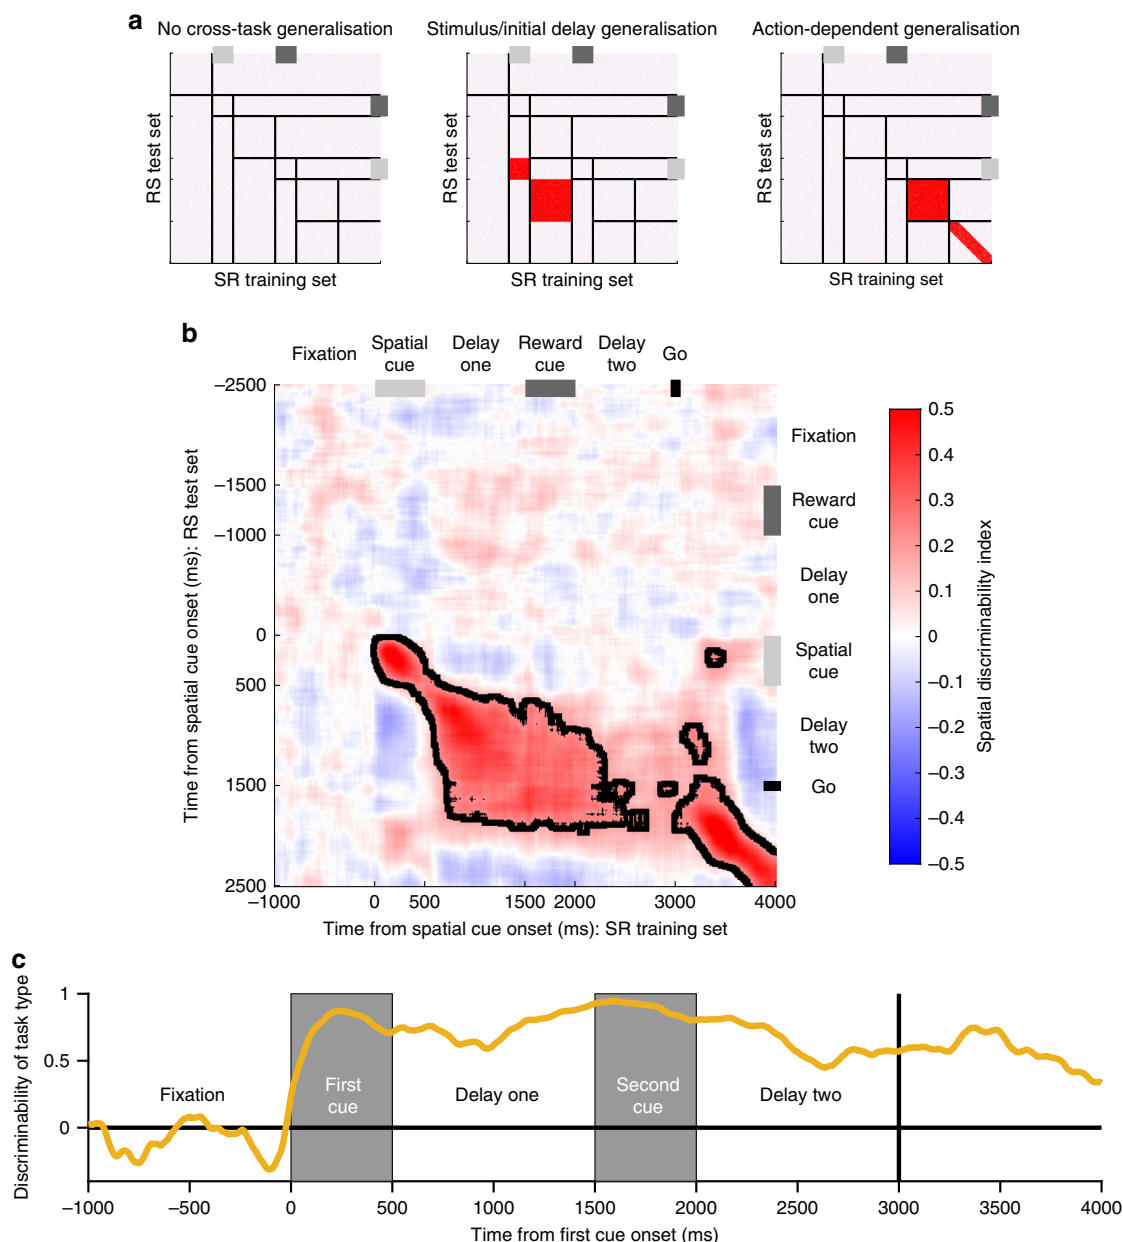 a
No cross-task generalisation
Stimulus/initial delay generalisation
Action-dependent generalisation
RS test set
RS test set
RS test set
SR training set
SR training set
SR training set
b
Fixation
Spatial
cue
Delay
one
Reward
cue
Delay
two
Go
−2500
−1500
−1000
0
500
1500
2500
Time from spatial cue onset (ms): RS test set
−1000
0
500
1500
2000
3000
4000
Time from spatial cue onset (ms): SR training set
Fixation
Reward
cue
Delay
one
Spatial
cue
Delay
two
Go
0.5
0.4
0.3
0.2
0.1
0
−0.1
−0.2
−0.3
−0.4
−0.5
Spatial discriminability index
c
Discriminability of task type
1
0.5
0
Fixation
First
cue
Delay one
Second
cue
Delay two
−1000
−500
0
500
1000
1500
2000
2500
3000
3500
4000
Time from first cue onset (ms)